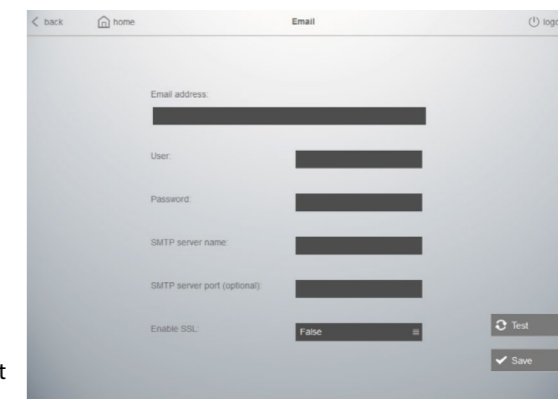 back home Email
Email address:
User:
Password:
SMTP server name:
SMTP server port (optional):
Enable SSL: False
Test
Save